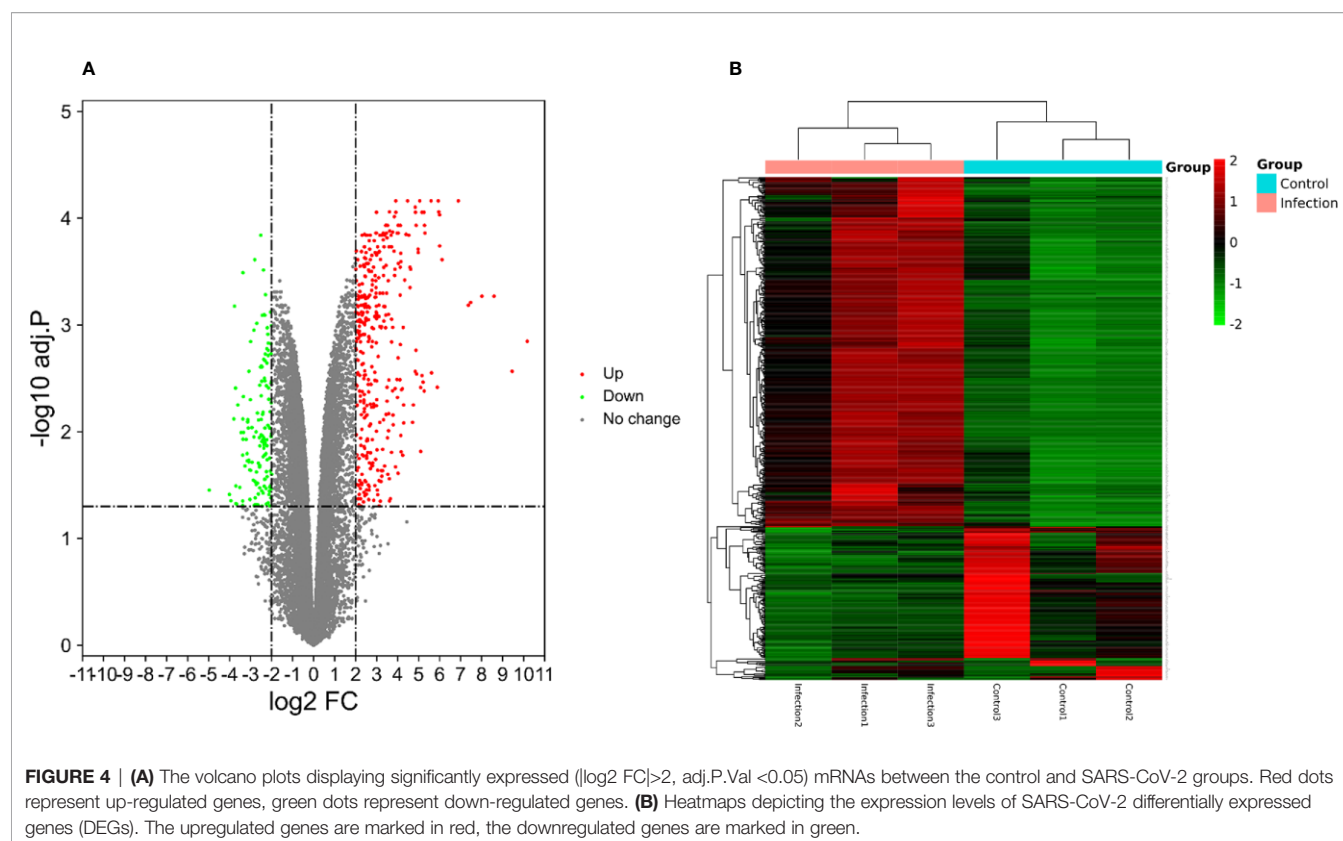 A
B
5
4
3
2
1
0
-log10 adj.P
-11 -10 -9 -8 -7 -6 -5 -4 -3 -2 -1 0 1 2 3 4 5 6 7 8 9 10 11
log2 FC
Up
Down
No change
Group
2
1
0
-1
-2
Group
Control
Infection
Infection2
Infection1
Infection3
Control3
Control1
Control2
FIGURE 4 | (A) The volcano plots displaying significantly expressed (|log2 FC|>2, adj.P.Val <0.05) mRNAs between the control and SARS-CoV-2 groups. Red dots
represent up-regulated genes, green dots represent down-regulated genes. (B) Heatmaps depicting the expression levels of SARS-CoV-2 differentially expressed
genes (DEGs). The upregulated genes are marked in red, the downregulated genes are marked in green.